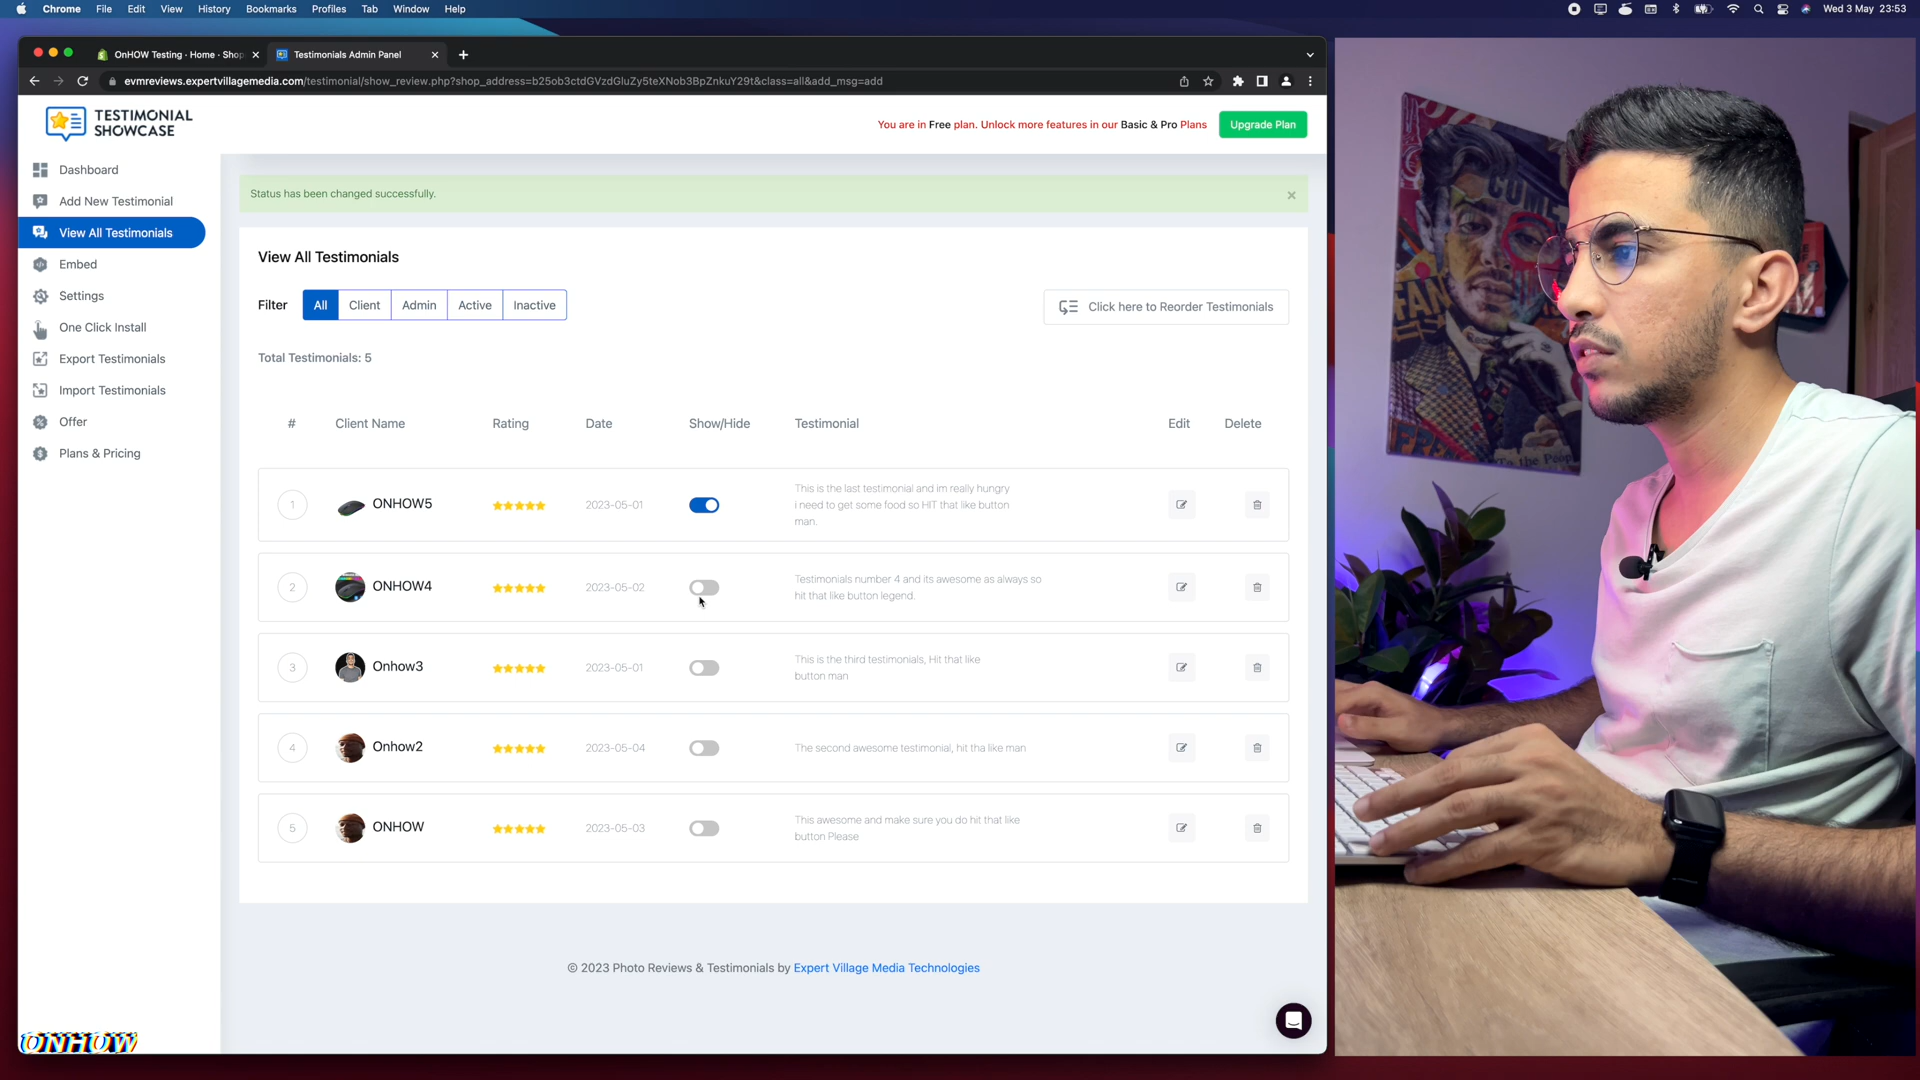 Chrome File Edit View History Bookmarks Profiles Tab Window Help Wed 3 May 23:53
OnHOW Testing · Home · Shop Testimonials Admin Panel
evmreviews.expertvillagemedia.com/testimonial/show_review.php?shop_address=b25ob3ctdGVzdGluZy5teXNob3BpZnkuY29t&class=all&add_msg=add
TESTIMONIAL
SHOWCASE
You are in Free plan. Unlock more features in our Basic & Pro Plans Upgrade Plan
Dashboard
Add New Testimonial
View All Testimonials
Embed
Settings
One Click Install
Export Testimonials
Import Testimonials
Offer
Plans & Pricing
Status has been changed successfully. ×
View All Testimonials
Filter All Client Admin Active Inactive Click here to Reorder Testimonials
Total Testimonials: 5
# Client Name Rating Date Show/Hide Testimonial Edit Delete
1 ONHOW5 2023-05-01 This is the last testimonial and im really hungry
i need to get some food so HIT that like button
man.
2 ONHOW4 2023-05-02 Testimonials number 4 and its awesome as always so
hit that like button legend.
3 Onhow3 2023-05-01 This is the third testimonials, Hit that like
button man
4 Onhow2 2023-05-04 The second awesome testimonial, hit tha like man
5 ONHOW 2023-05-03 This awesome and make sure you do hit that like
button Please
© 2023 Photo Reviews & Testimonials by Expert Village Media Technologies
ONHOW